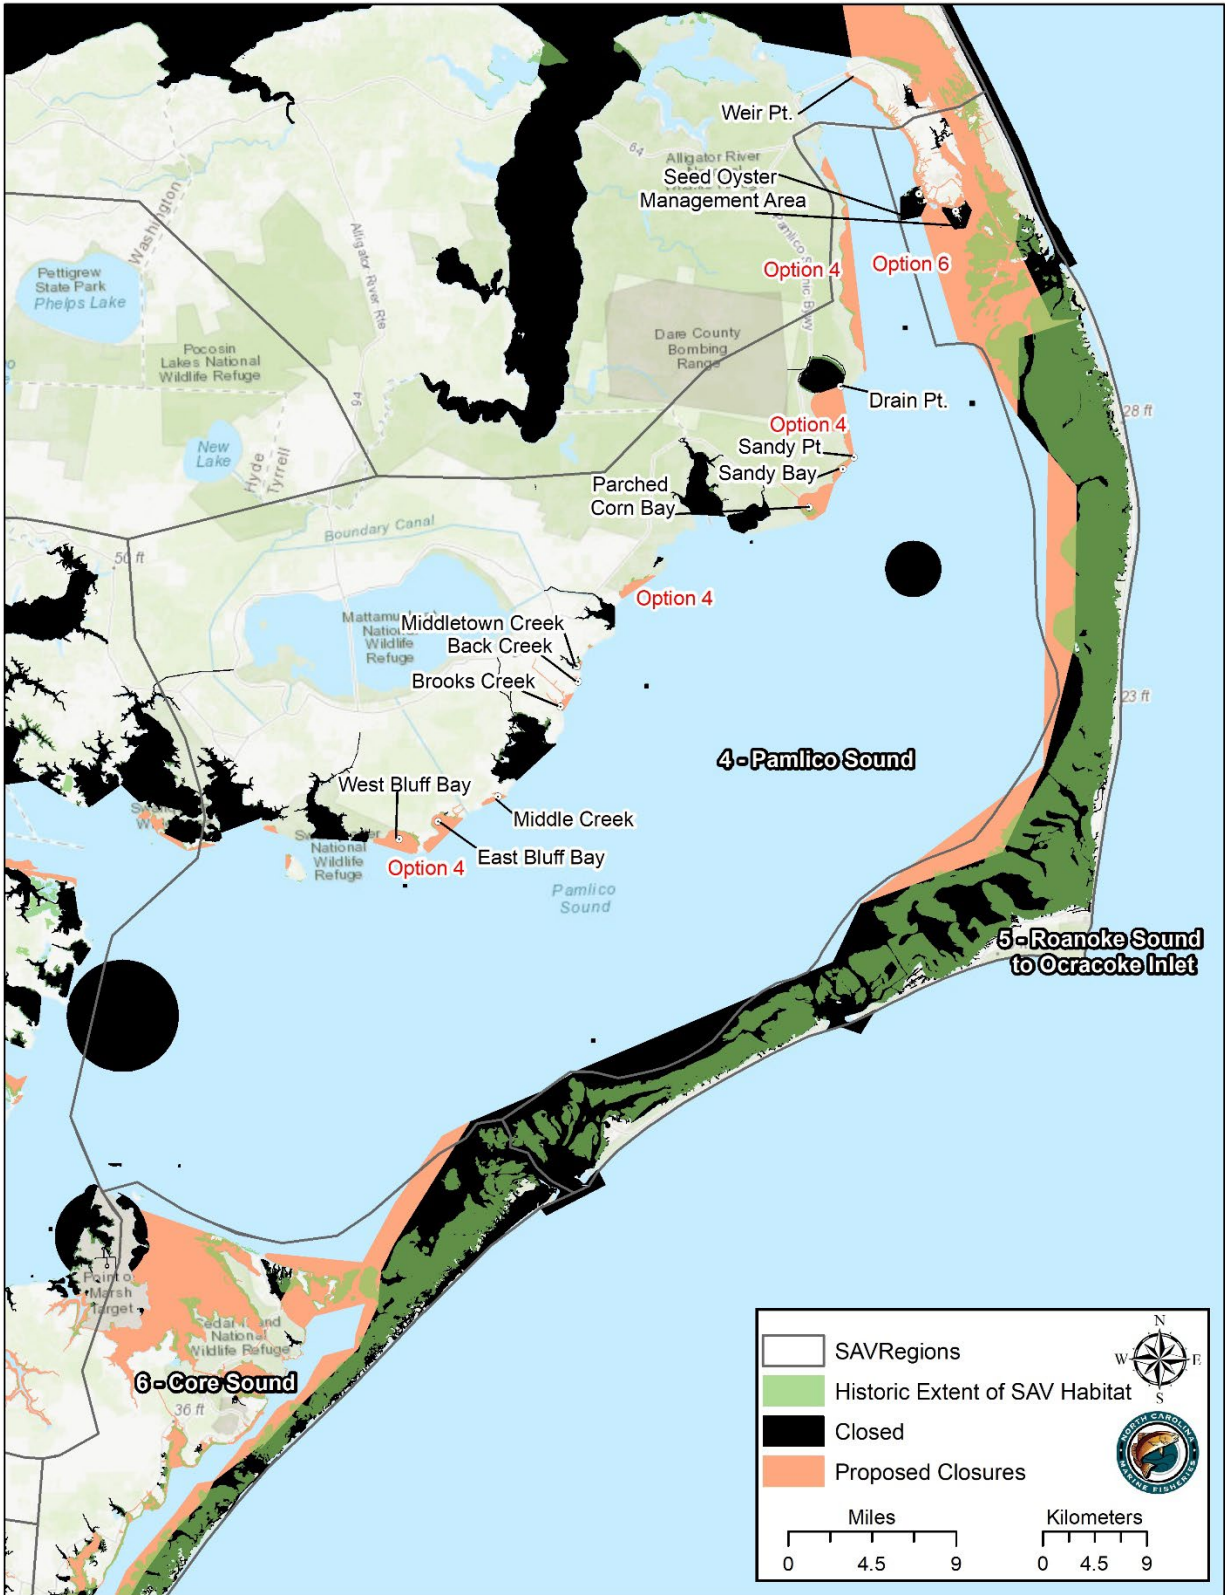 Weir Pt.
64
Alligator River
Seed Oyster
Management Area
Washington
Alligator River Rte
Pettigrew
State Park
Phelps Lake
Option 4
Option 6
Dare County
Bombing
Range
Pocosin
Lakes National
Wildlife Refuge
94
Drain Pt.
28 ft
Option 4
Sandy Pt.
Sandy Bay
New
Lake
Hyde
Tyrrell
Parched
Corn Bay
Boundary Canal
50 ft
Option 4
Middletown Creek
Back Creek
Brooks Creek
National
Wildlife
Refuge
23 ft
4 - Pamlico Sound
West Bluff Bay
Middle Creek
East Bluff Bay
National
Wildlife
Refuge
Option 4
Pamlico
Sound
5 - Roanoke Sound
to Ocracoke Inlet
Marsh
Target
National
Wildlife Refuge
6 - Core Sound
36 ft
SAVRegions
Historic Extent of SAV Habitat
Closed
Proposed Closures
N
W
E
S
NORTH CAROLINA
MARINE FISHERIES
Miles
0 4.5 9
Kilometers
0 4.5 9